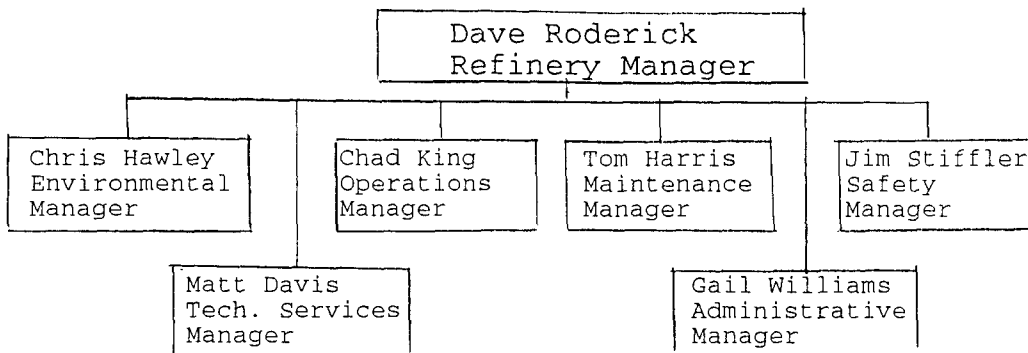 Dave Roderick
Refinery Manager
Chris Hawley
Environmental
Manager
Chad King
Operations
Manager
Tom Harris
Maintenance
Manager
Jim Stiffler
Safety
Manager
Matt Davis
Tech. Services
Manager
Gail Williams
Administrative
Manager